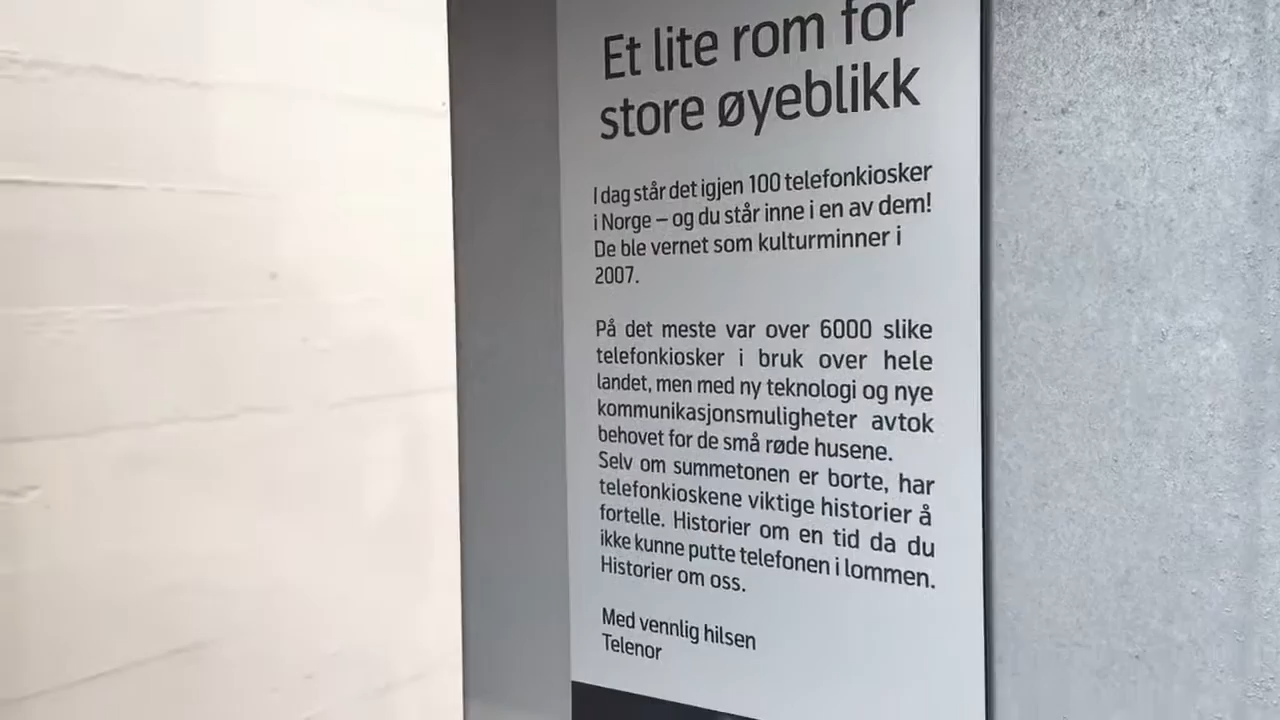 Et lite rom for
store øyeblikk
I dag står det igjen 100 telefonkiosker
i Norge – og du står inne i en av dem!
De ble vernet som kulturminner i
2007.
På det meste var over 6000 slike
telefonkiosker i bruk over hele
landet, men med ny teknologi og nye
kommunikasjonsmuligheter avtok
behovet for de små røde husene.
Selv om summetonen er borte, har
telefonkioskene viktige historier å
fortelle. Historier om en tid da du
ikke kunne putte telefonen i lommen.
Historier om oss.
Med vennlig hilsen
Telenor